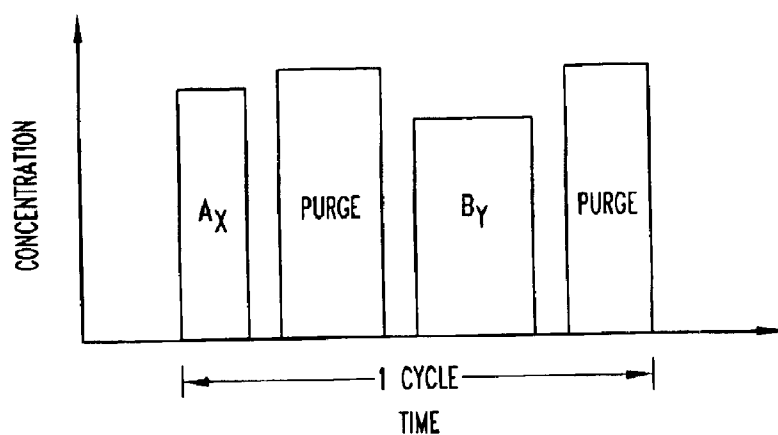 CONCENTRATION
AX
PURGE
BY
PURGE
1 CYCLE
TIME